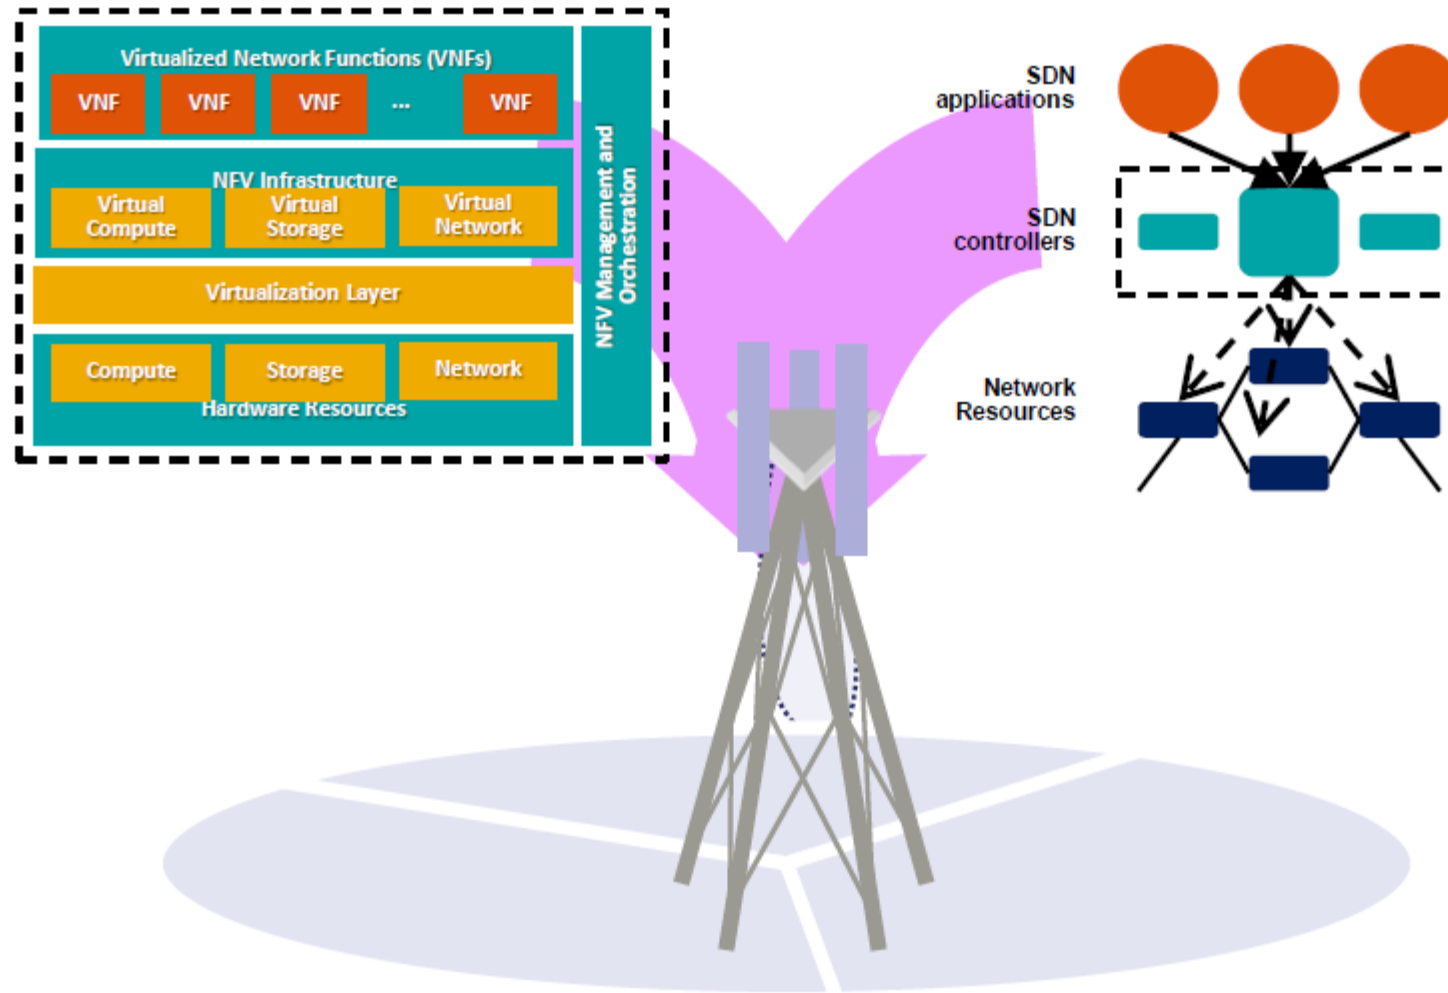 Virtualized Network Functions (VNFs)
VNF VNF VNF ... VNF
NFV Infrastructure
Virtual
Compute
Virtual
Storage
Virtual
Network
Virtualization Layer
Compute
Storage
Network
Hardware Resources
NFV Management and
Orchestration
SDN
applications
SDN
controllers
Network
Resources